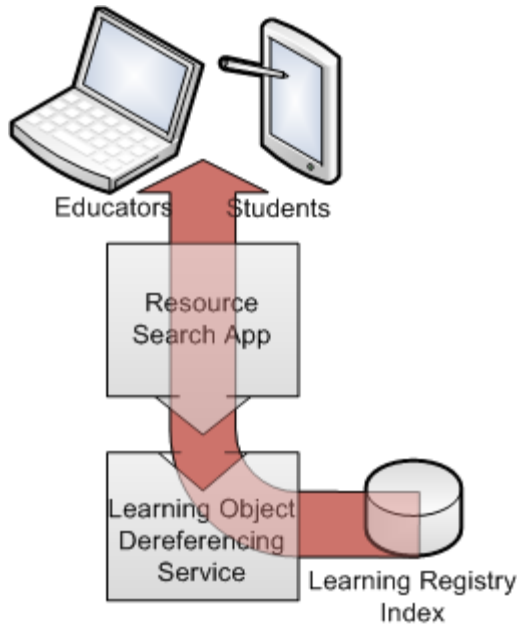 Educators
Students
Resource
Search App
Learning Object
Dereferencing
Service
Learning Registry
Index